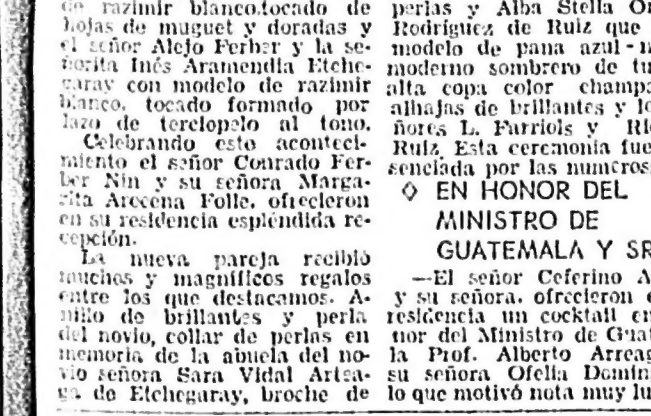 de razimir blanco.tocado de
hojas de muguet y doradas y
el señor Alejo Ferber y la se-
ñorita Inés Aramendia Etche-
garay con modelo de razimir
blanco. tocado formado por
lazo de terciopelo al tono.
Celebrando este aconteci-
miento el señor Conrado Fer-
ber Nin y su señora Marga-
rita Arocena Folle. ofrecieron
en su residencia espléndida re-
cepción.
La nueva pareja recibió
muchos y magníficos regalos
entre los que destacamos. A-
nillo de brillantes y perla
del novio, collar de perlas en
memoria de la abuela del no-
vio señora Sara Vidal Artea-
ga de Etchegaray, broche de
perlas y Alba Stella
Rodríguez de Ruiz que
modelo de pana azul-
moderno sombrero de
alta copa color
alhajas de brillantes y
ñores L. Farriols y
Ruiz. Esta ceremonia fue
senciada por las
◊ EN HONOR DEL
MINISTRO DE
GUATEMALA Y SR
—El señor Ceferino A
y su señora. ofrecieron e
residencia un cocktail en
nor del Ministro de
la Prof. Alberto
su señora Ofelia
lo que motivó nota muy